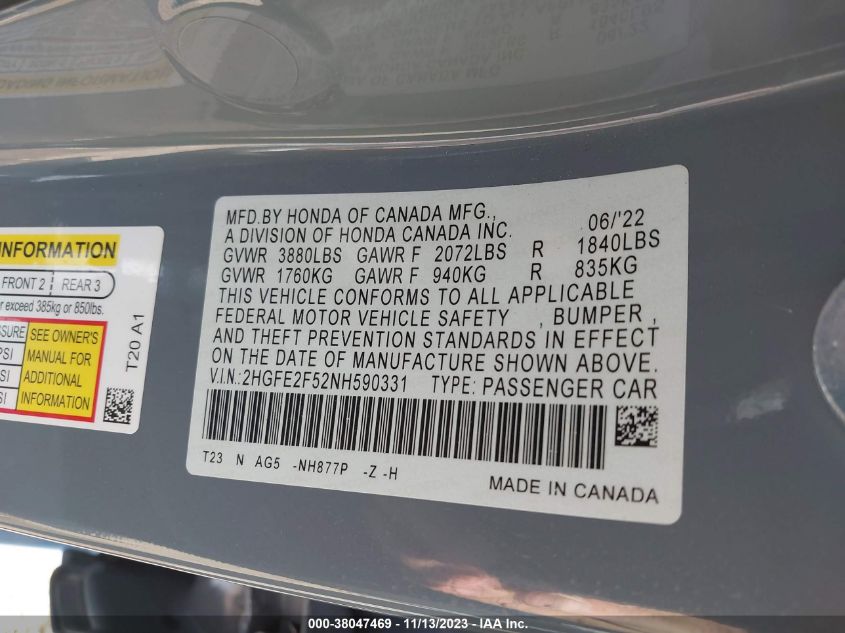 MFD.BY HONDA OF CANADA MFG., 06/'22
A DIVISION OF HONDA CANADA INC.
GVWR 3880LBS GAWR F 2072LBS R 1840LBS
GVWR 1760KG GAWR F 940KG R 835KG
THIS VEHICLE CONFORMS TO ALL APPLICABLE
FEDERAL MOTOR VEHICLE SAFETY , BUMPER ,
AND THEFT PREVENTION STANDARDS IN EFFECT
ON THE DATE OF MANUFACTURE SHOWN ABOVE.
V.I.N.:2HGFE2F52NH590331 TYPE: PASSENGER CAR
T23 N AG5 -NH877P -Z -H
MADE IN CANADA
INFORMATION
FRONT 2 REAR 3
exceed 385kg or 850lbs.
SEE OWNER'S
MANUAL FOR
ADDITIONAL
INFORMATION
T20 A1
000-38047469 - 11/13/2023 - IAA Inc.